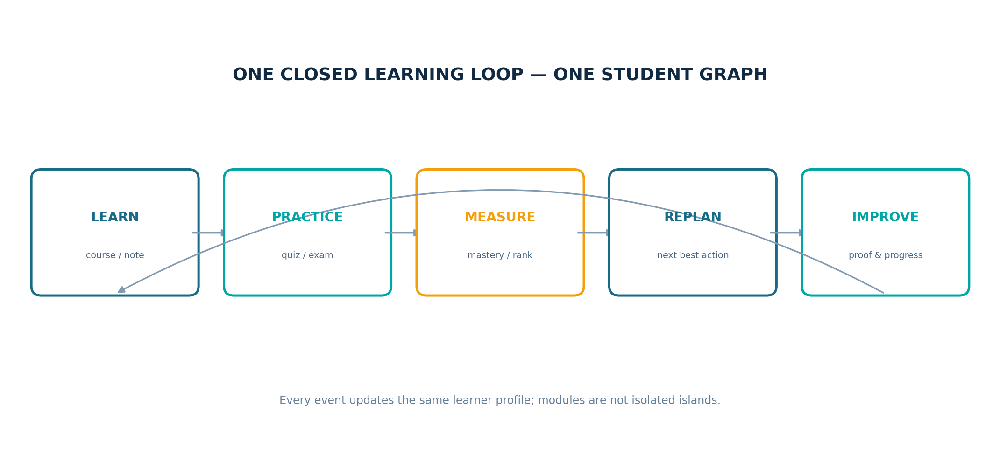 ONE CLOSED LEARNING LOOP — ONE STUDENT GRAPH
LEARN
course / note
PRACTICE
quiz / exam
MEASURE
mastery / rank
REPLAN
next best action
IMPROVE
proof & progress
Every event updates the same learner profile; modules are not isolated islands.